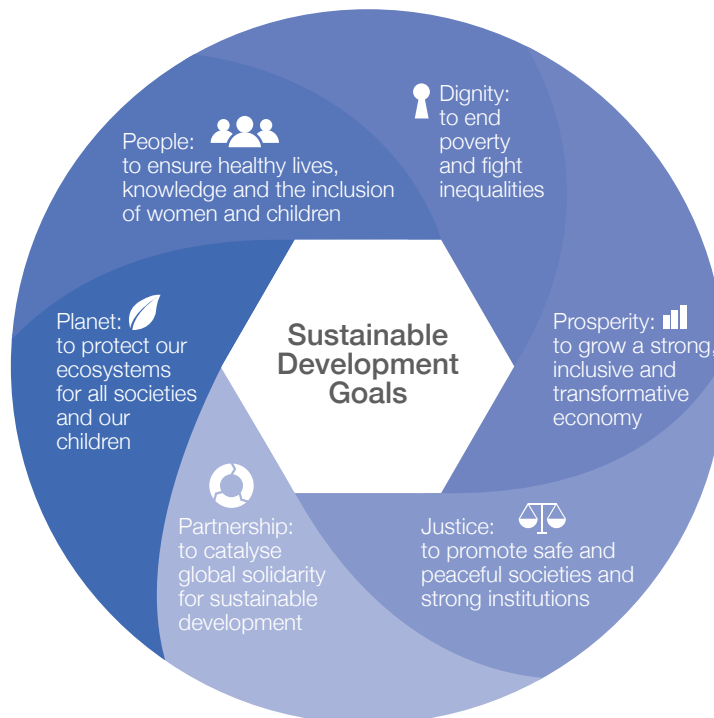 Dignity:
to end
poverty
and fight
inequalities
People:
to ensure healthy lives,
knowledge and the inclusion
of women and children
Planet:
to protect our
ecosystems
for all societies
and our
children
Sustainable
Development
Goals
Prosperity:
to grow a strong,
inclusive and
transformative
economy
Partnership:
to catalyse
global solidarity
for sustainable
development
Justice:
to promote safe and
peaceful societies and
strong institutions